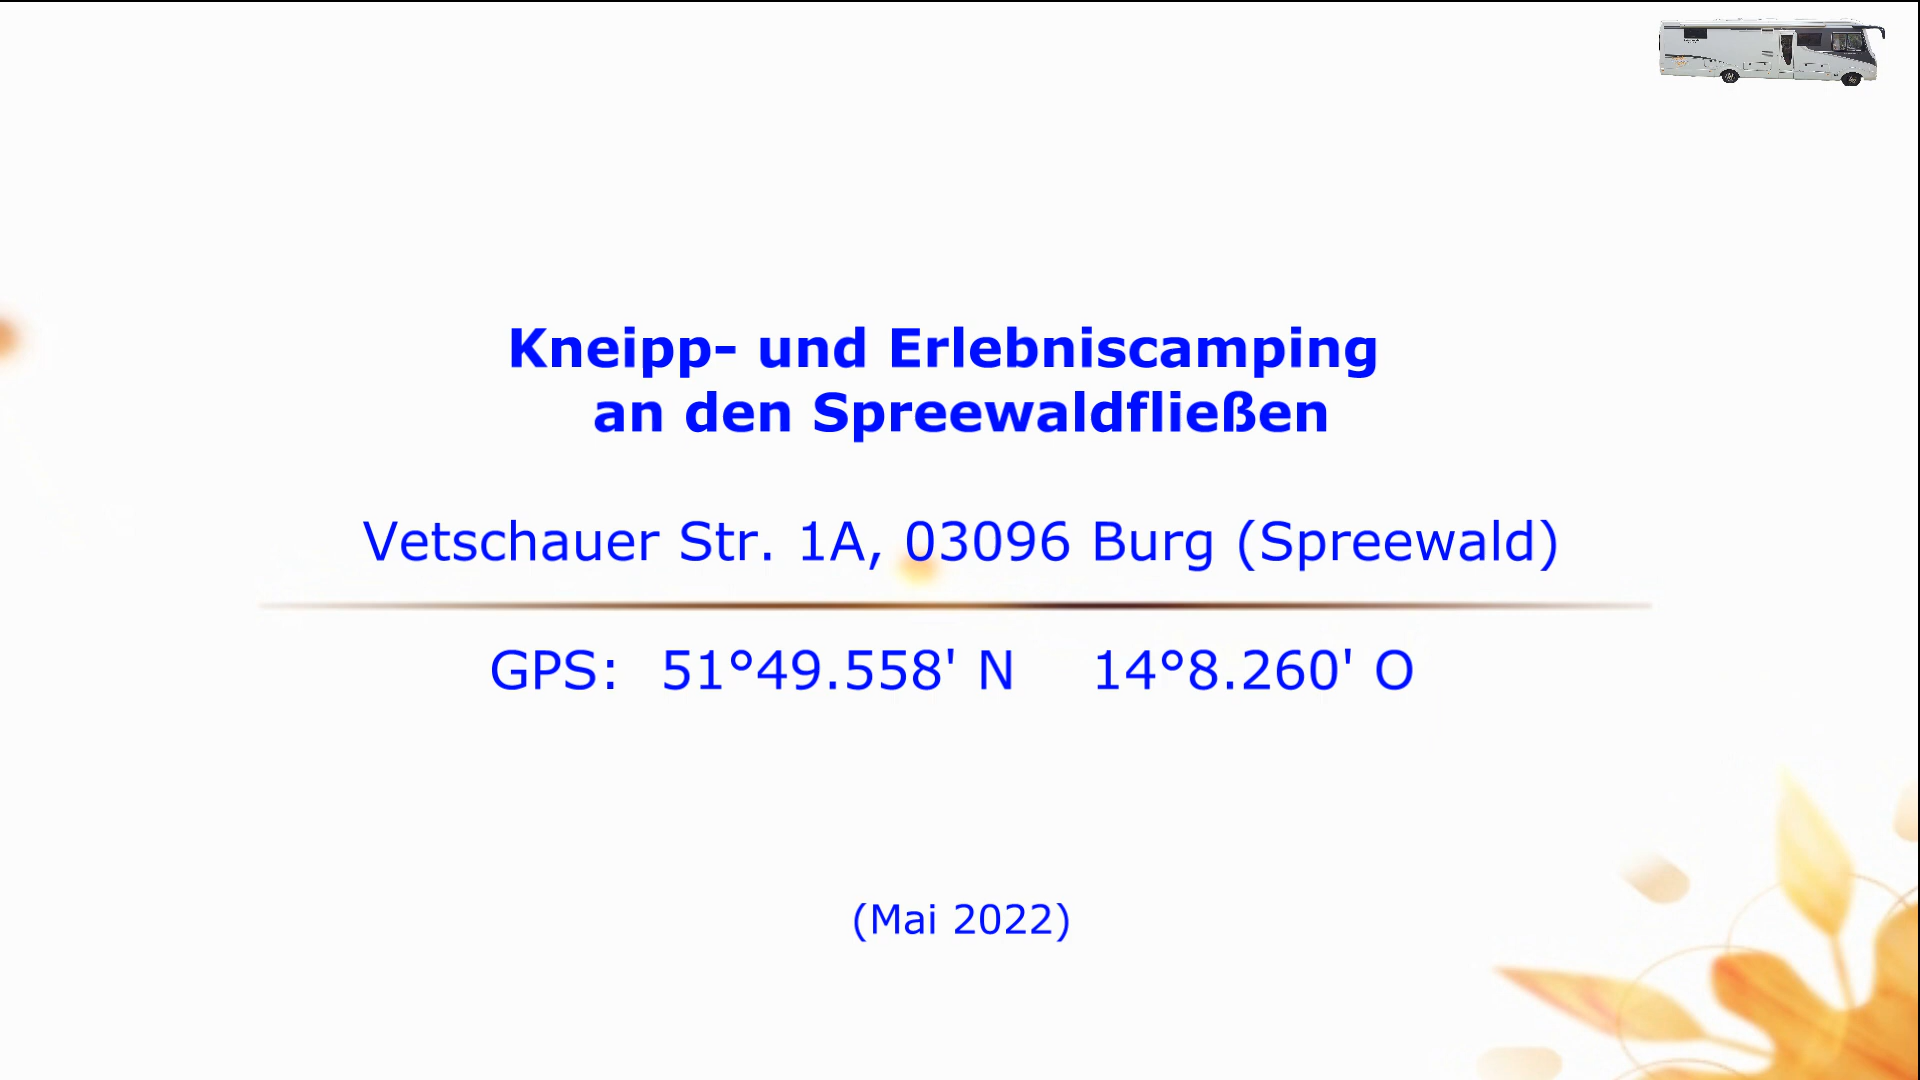 Kneipp- und Erlebniscamping
an den Spreewaldfließen
Vetschauer Str. 1A, 03096 Burg (Spreewald)
GPS: 51°49.558' N 14°8.260' O
(Mai 2022)